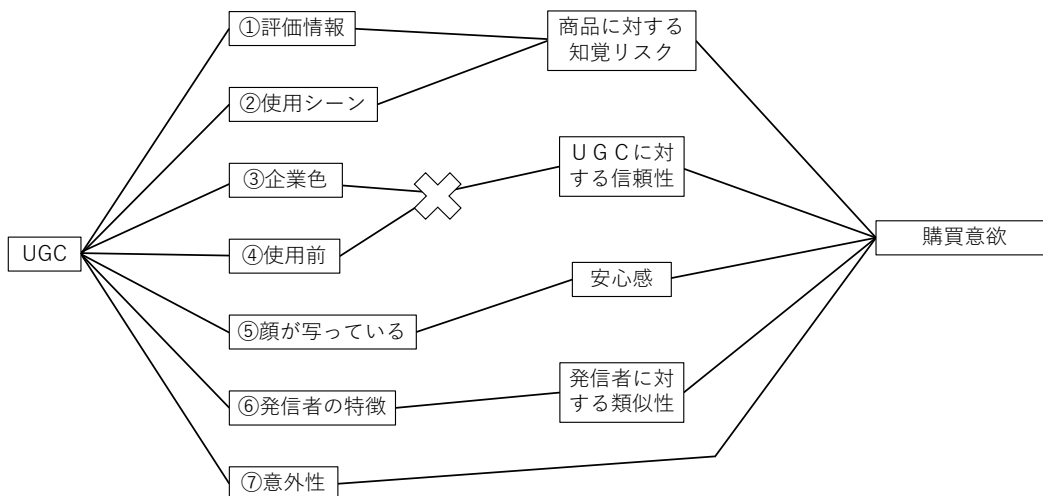 ①評価情報
商品に対する
知覚リスク
②使用シーン
③企業色
UGCに対
する信頼性
④使用前
UGC
購買意欲
安心感
⑤顔が写っている
⑥発信者の特徴
発信者に対
する類似性
⑦意外性